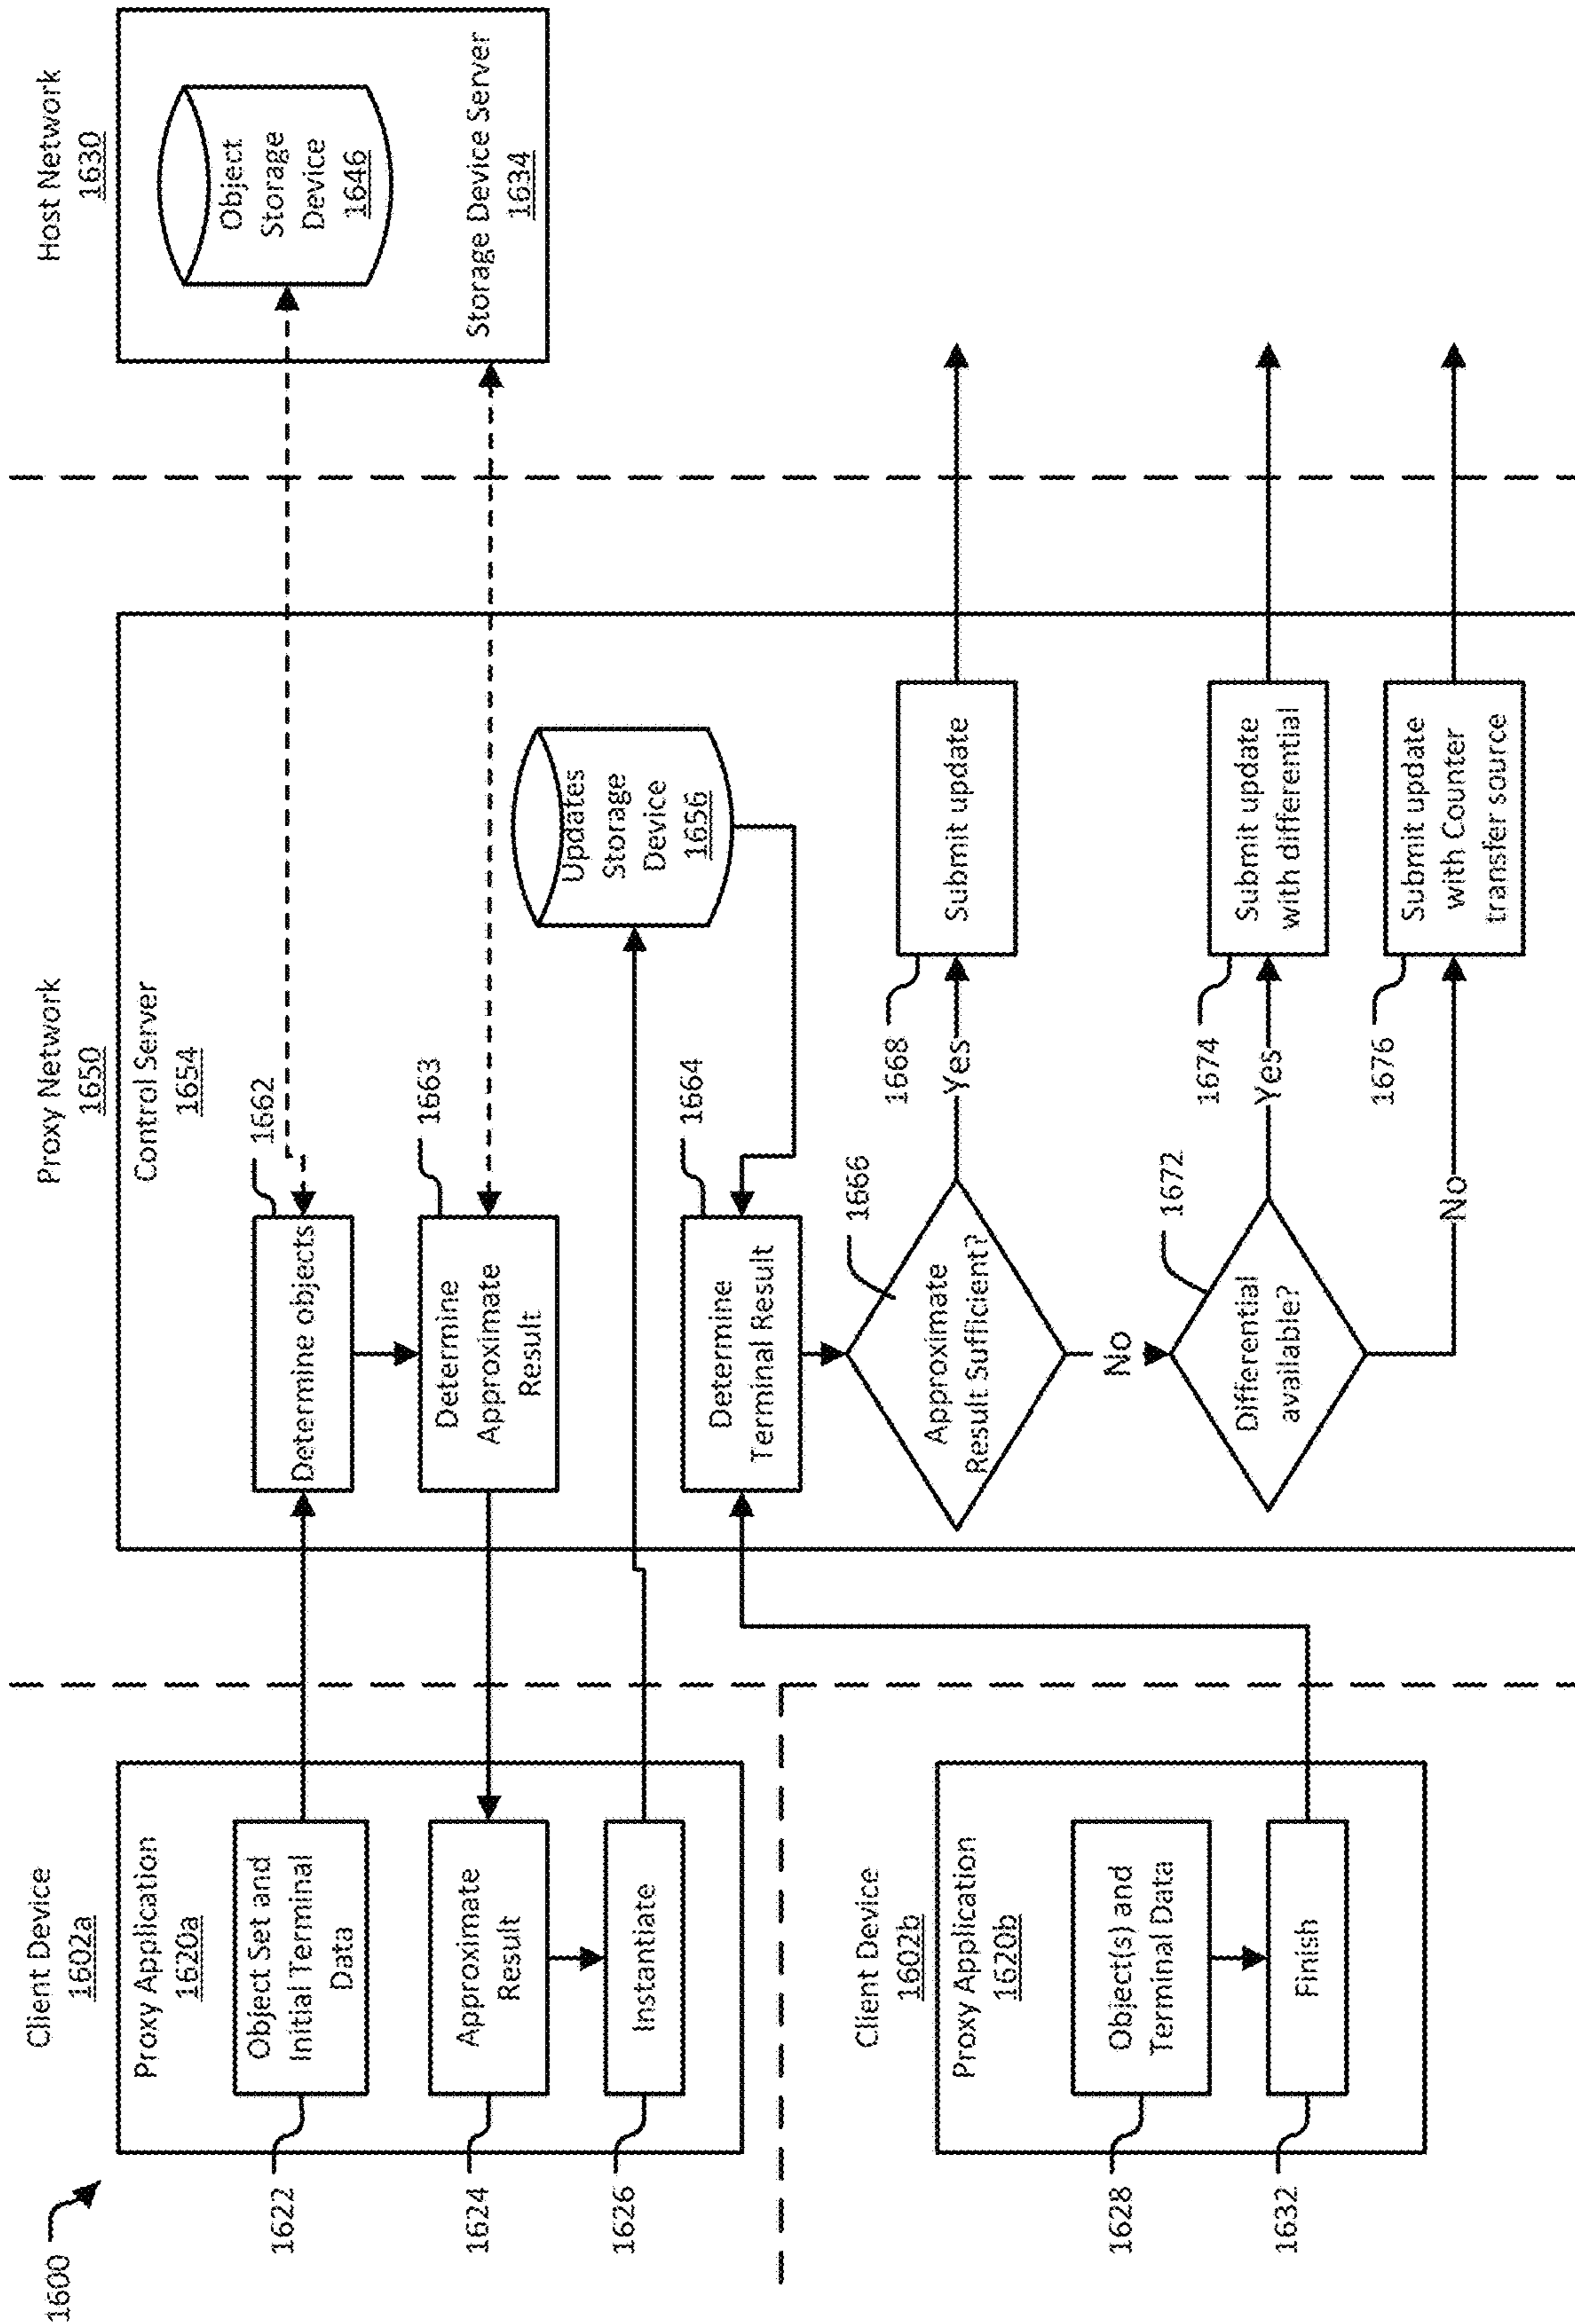 1600
Client Device
1602a
Proxy Application
1620a
1622
Object Set and
Initial Terminal
Data
1624
Approximate
Result
1626
Instantiate
Client Device
1602b
Proxy Application
1620b
1628
Object(s) and
Terminal Data
1632
Finish
Proxy Network
1650
Control Server
1654
1662
Determine objects
1663
Determine
Approximate
Result
Updates
Storage
Device
1656
1664
Determine
Terminal Result
1666
Approximate
Result Sufficient?
Yes
1668
Submit update
No
1672
Differential
available?
Yes
1674
Submit update
with differential
No
1676
Submit update
with Counter
transfer source
Host Network
1630
Object
Storage
Device
1646
Storage Device Server
1634